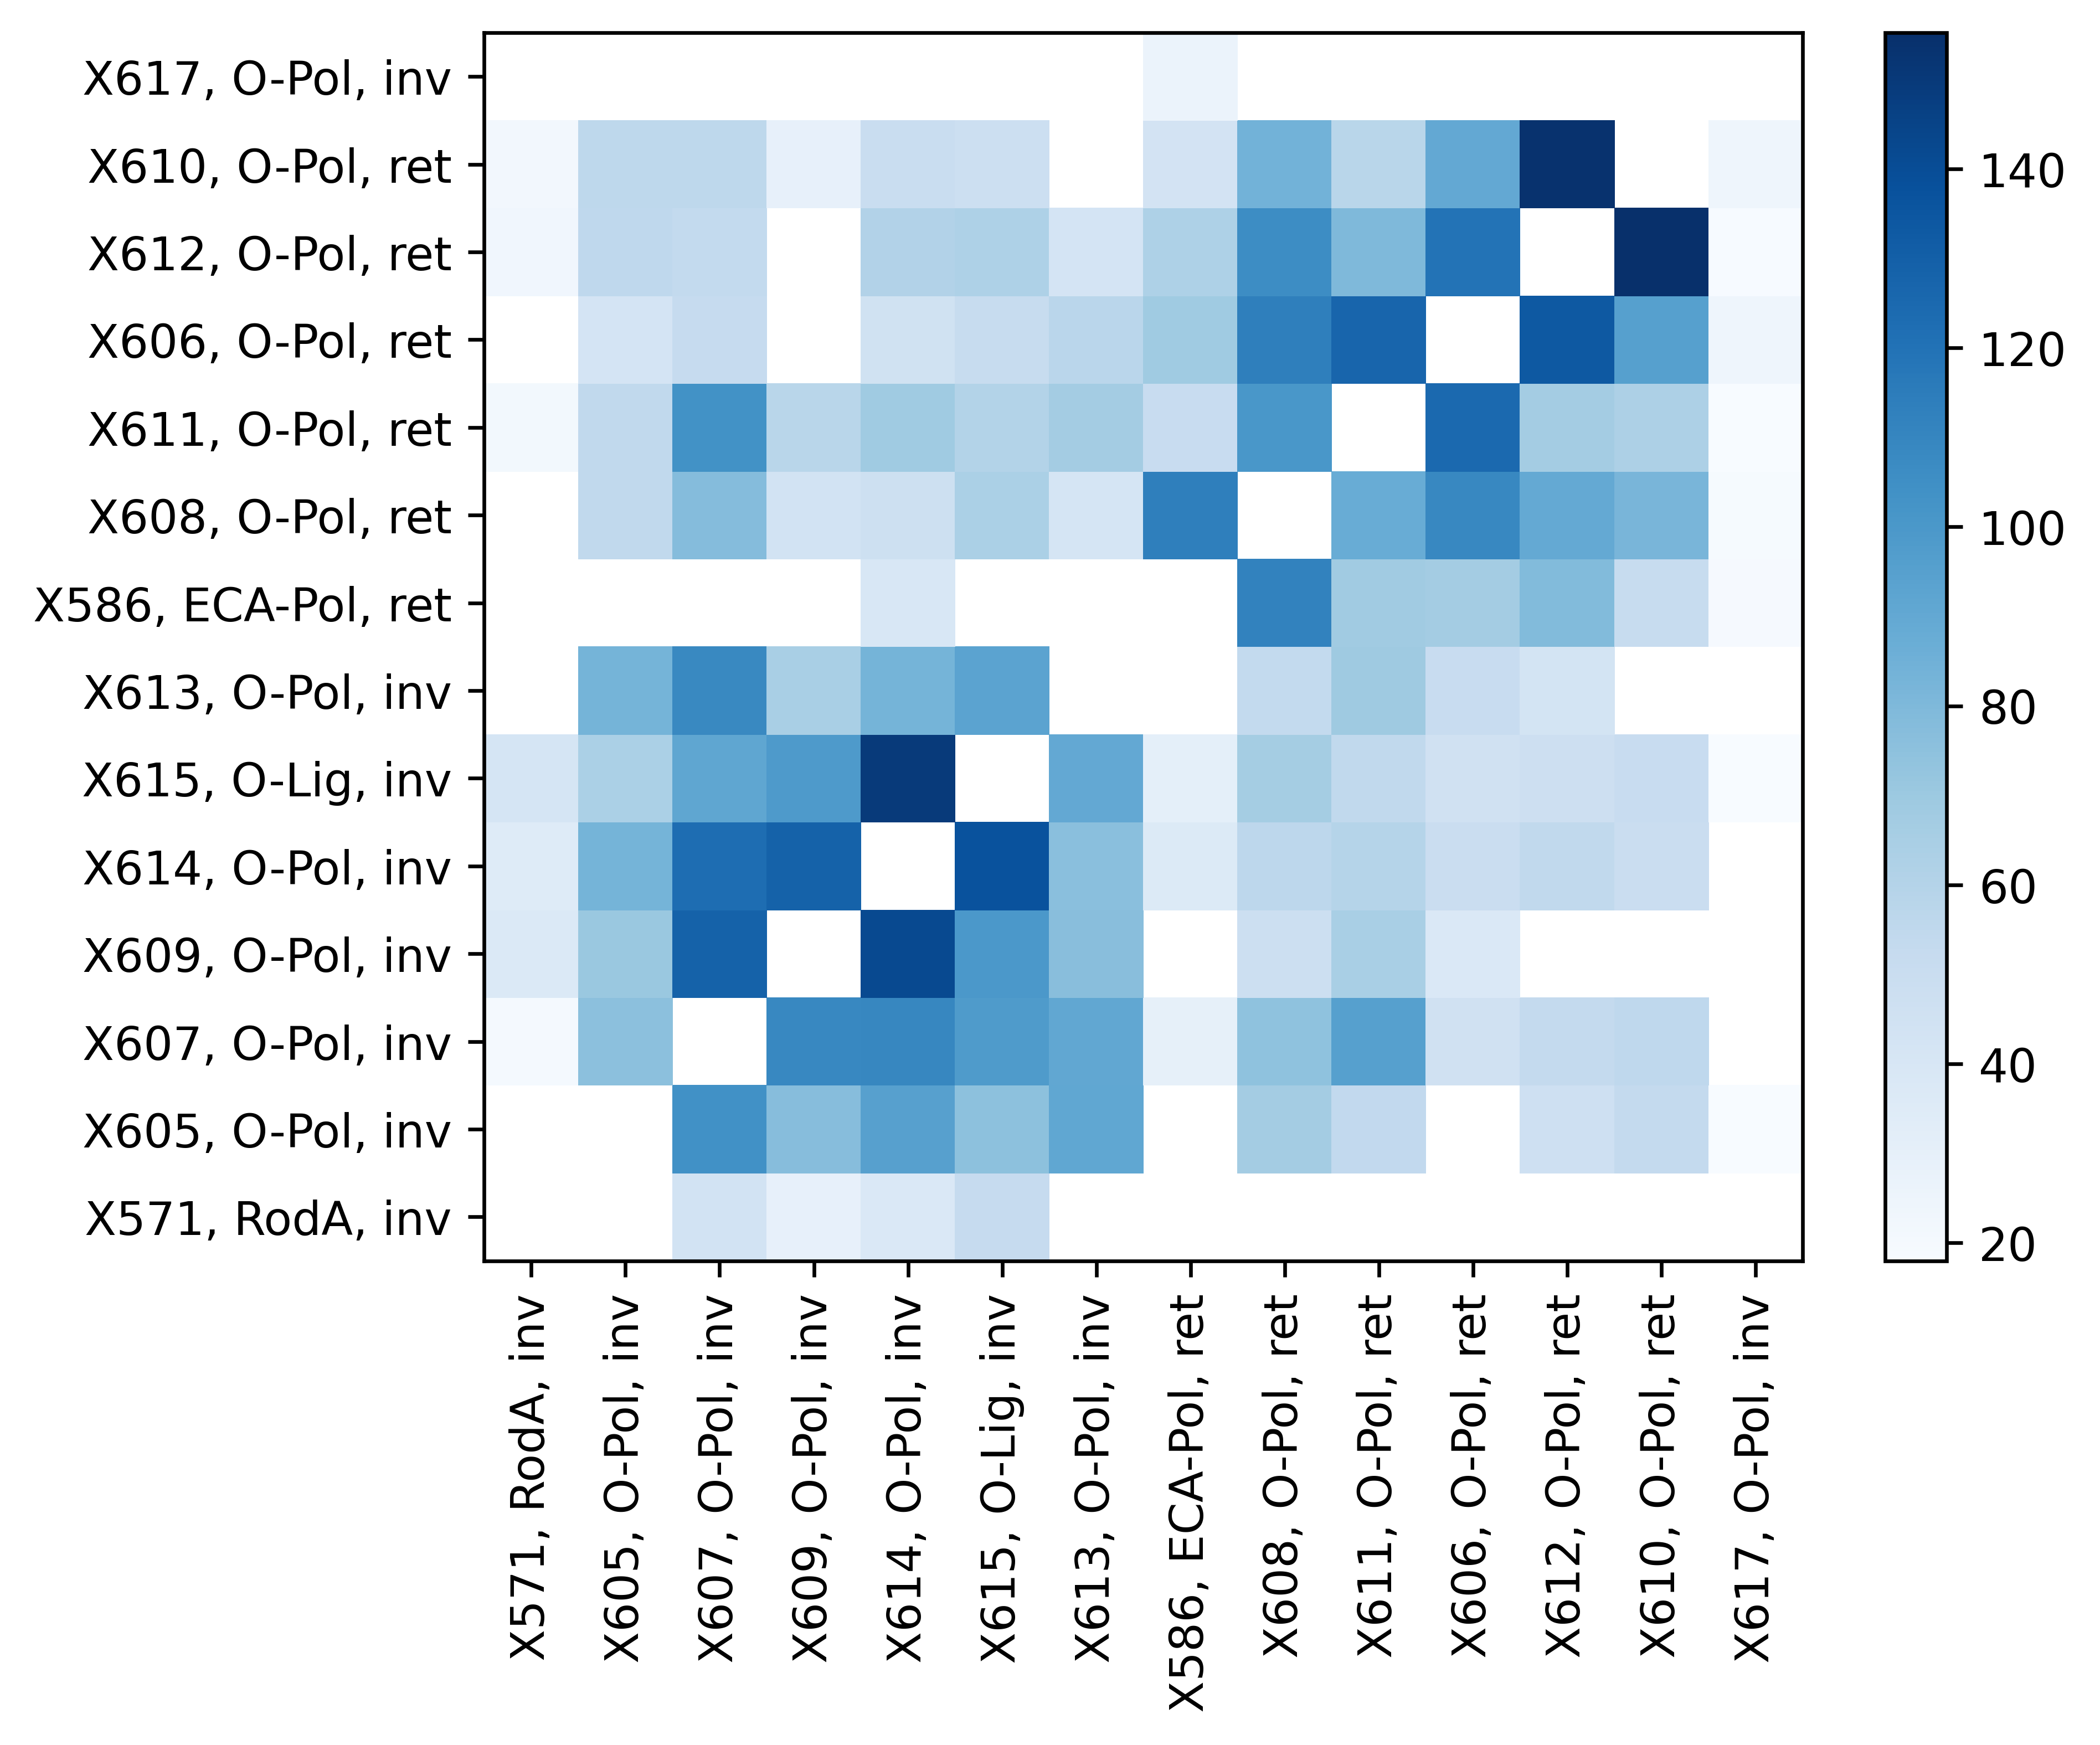 X617, O-Pol, inv
X610, O-Pol, ret
X612, O-Pol, ret
X606, O-Pol, ret
X611, O-Pol, ret
X608, O-Pol, ret
X586, ECA-Pol, ret
X613, O-Pol, inv
X615, O-Lig, inv
X614, O-Pol, inv
X609, O-Pol, inv
X607, O-Pol, inv
X605, O-Pol, inv
X571, RodA, inv
X571, RodA, inv
X605, O-Pol, inv
X607, O-Pol, inv
X609, O-Pol, inv
X614, O-Pol, inv
X615, O-Lig, inv
X613, O-Pol, inv
X586, ECA-Pol, ret
X608, O-Pol, ret
X611, O-Pol, ret
X606, O-Pol, ret
X612, O-Pol, ret
X610, O-Pol, ret
X617, O-Pol, inv
140
120
100
80
60
40
20